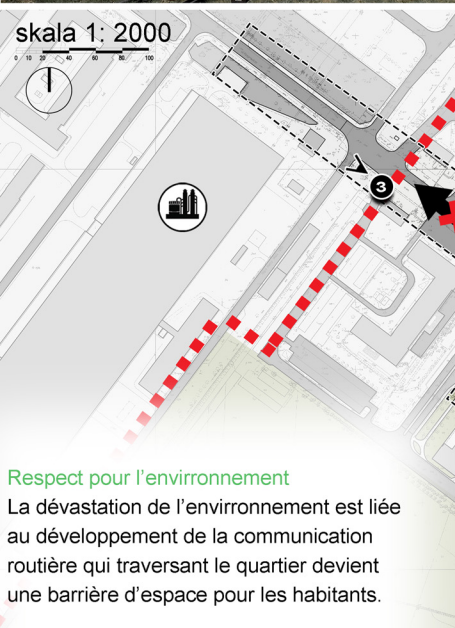 skala 1: 2000
0 10 20 40 60 80 100
3
Respect pour l'envirronnement
La dévastation de l'envirronnement est liée
au développement de la communication
routière qui traversant le quartier devient
une barrière d'espace pour les habitants.